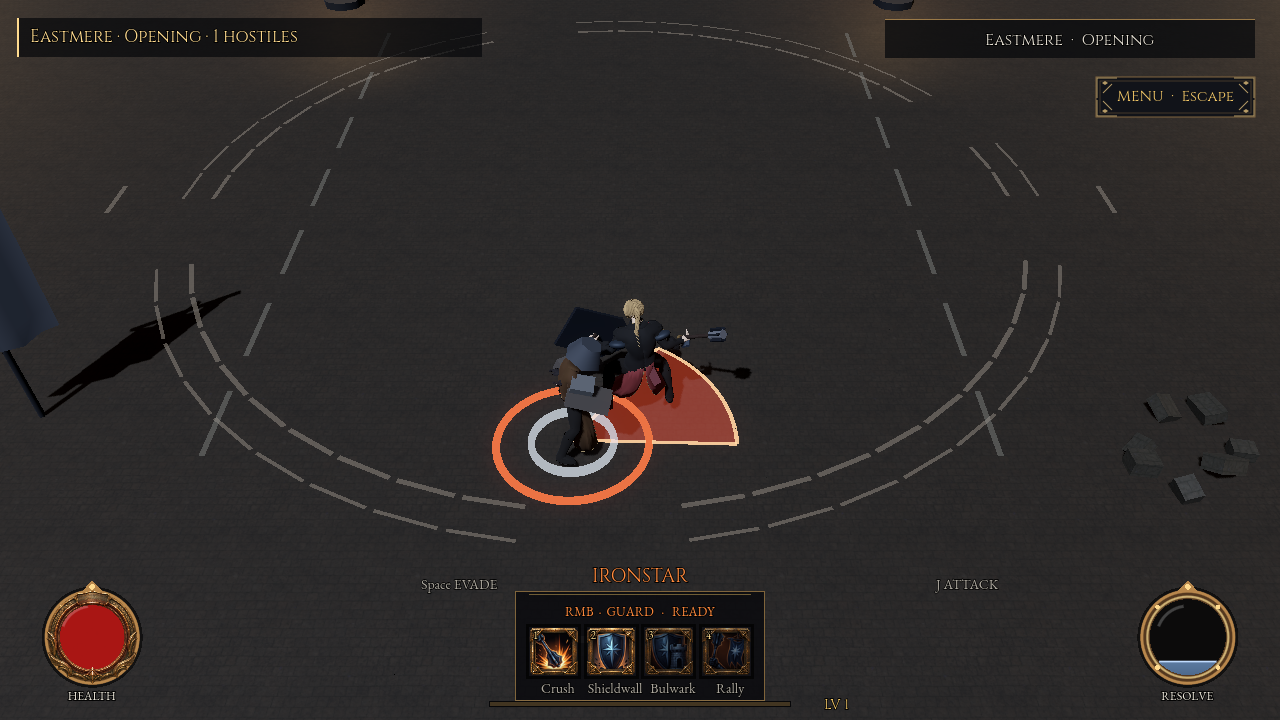 Eastmere · Opening · 1 hostiles
Eastmere · Opening
MENU · Escape
Space EVADE
IRONSTAR
J ATTACK
RMB · GUARD · READY
1 2 3 4
Crush Shieldwall Bulwark Rally
HEALTH
RESOLVE
LV 1